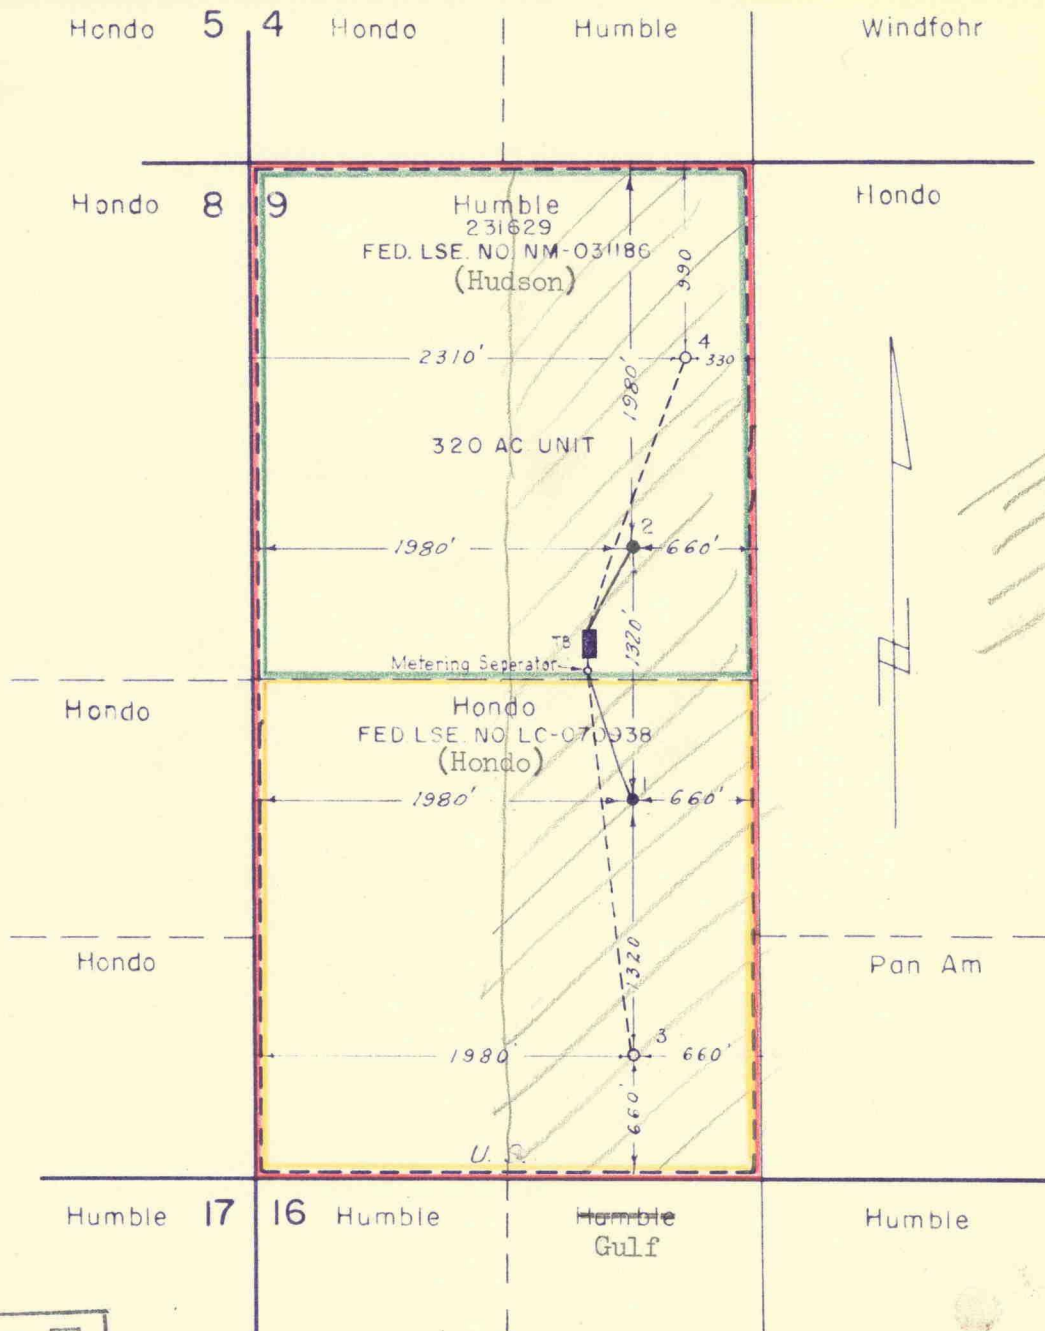 Hondo 5 4 Hondo Humble Windfohr
Hondo 8 9 Humble Hondo
231629
FED. LSE. NO. NM-031186
(Hudson)
990
4
2310' 330
1980'
320 AC UNIT
2
1980' 660'
TB
1320'
Metering Seperator
Hondo Hondo
FED. LSE. NO. LC-070938
(Hondo)
1
1980' 660'
Hondo 1320 Pan Am
3
1980' 660'
660'
U. S.
Humble 17 16 Humble Humble Humble
Gulf